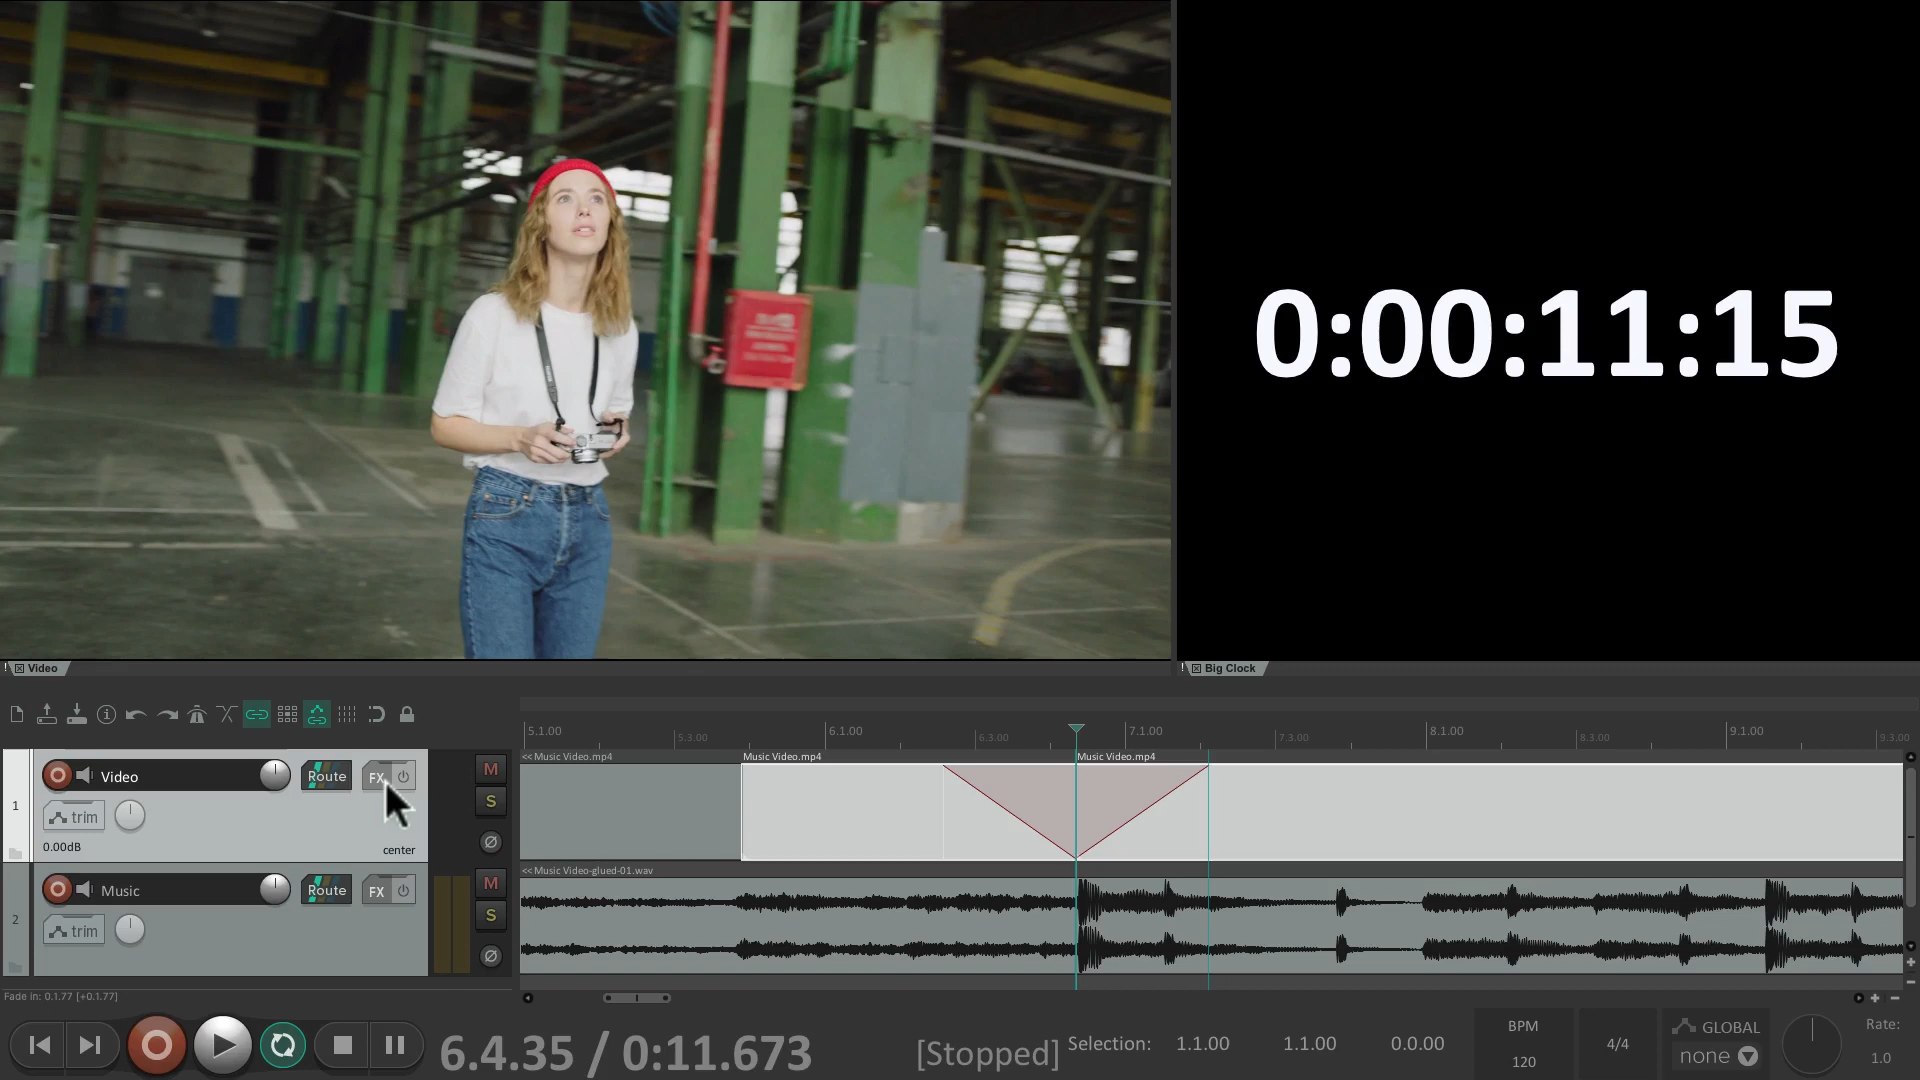 0:00:11:15
Video
Big Clock
5.1.00
5.3.00
6.1.00
6.3.00
7.1.00
7.3.00
8.1.00
8.3.00
9.1.00
9.3.00
1
Video
Route
FX
M
S
trim
0.00dB
center
<< Music Video.mp4
Music Video.mp4
Music Video.mp4
2
Music
Route
FX
M
S
trim
<< Music Video-glued-01.wav
Fade in: 0.1.77 [+0.1.77]
6.4.35 / 0:11.673
[Stopped]
Selection:
1.1.00
1.1.00
0.0.00
BPM
120
4/4
GLOBAL
none
Rate:
1.0